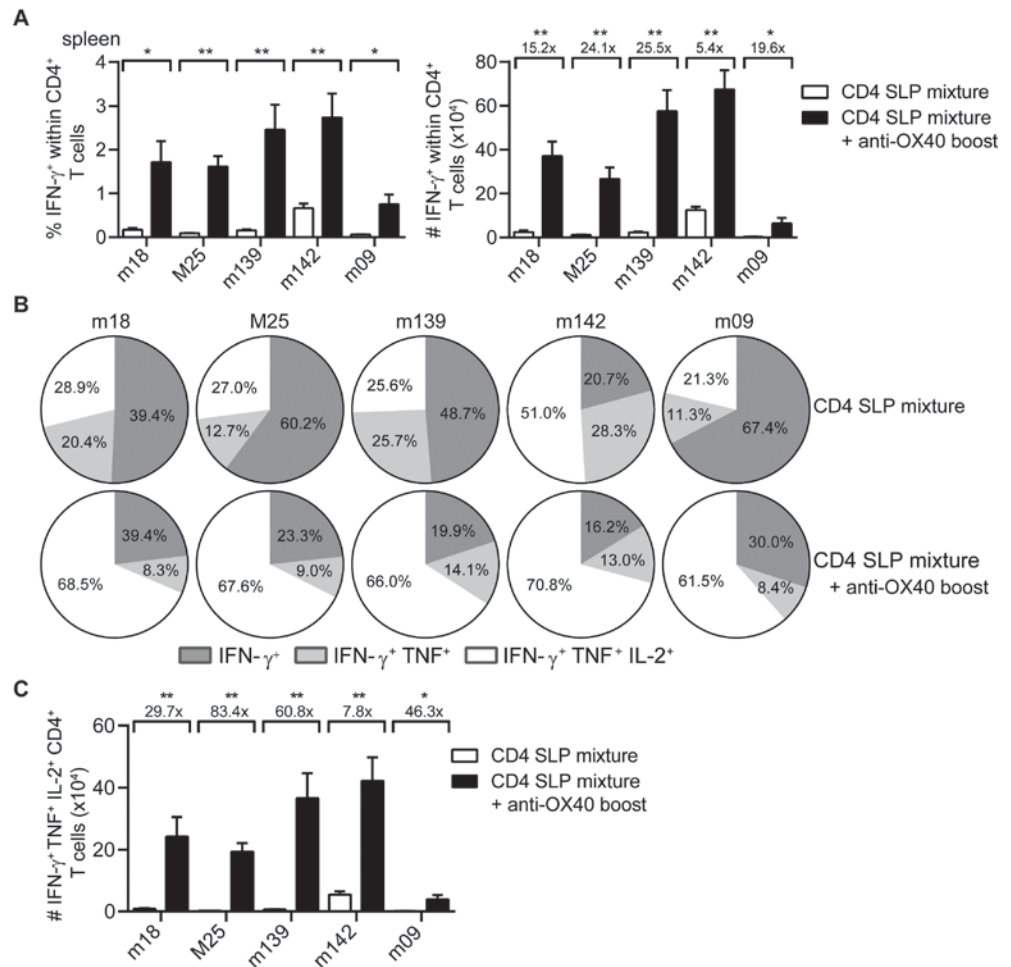 A
spleen
* ** ** ** *
4
3
2
1
0
% IFN-γ⁺ within CD4⁺
T cells
m18 M25 m139 m142 m09
** ** ** ** *
15.2x 24.1x 25.5x 5.4x 19.6x
80
60
40
20
0
# IFN-γ⁺ within CD4⁺
T cells (x10⁴)
m18 M25 m139 m142 m09
CD4 SLP mixture
CD4 SLP mixture
+ anti-OX40 boost
B
m18 M25 m139 m142 m09
28.9% 39.4% 20.4%
27.0% 60.2% 12.7%
25.6% 48.7% 25.7%
20.7% 51.0% 28.3%
21.3% 11.3% 67.4%
CD4 SLP mixture
39.4% 8.3% 68.5%
23.3% 9.0% 67.6%
19.9% 14.1% 66.0%
16.2% 13.0% 70.8%
30.0% 8.4% 61.5%
CD4 SLP mixture
+ anti-OX40 boost
IFN-γ⁺ IFN-γ⁺ TNF⁺ IFN-γ⁺ TNF⁺ IL-2⁺
C
** ** ** ** *
29.7x 83.4x 60.8x 7.8x 46.3x
60
40
20
0
# IFN-γ⁺ TNF⁺ IL-2⁺ CD4⁺
T cells (x10⁴)
m18 M25 m139 m142 m09
CD4 SLP mixture
CD4 SLP mixture
+ anti-OX40 boost